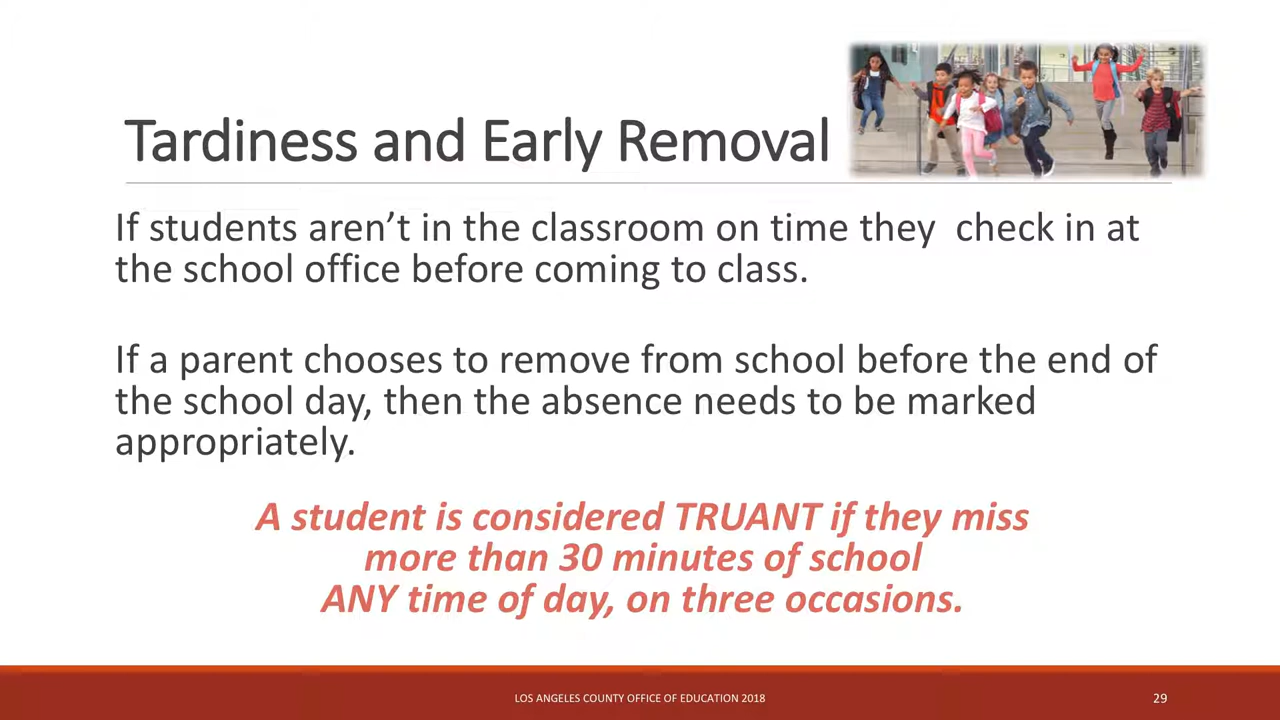 Tardiness and Early Removal
If students aren’t in the classroom on time they  check in at
the school office before coming to class.
If a parent chooses to remove from school before the end of
the school day, then the absence needs to be marked
appropriately.
A student is considered TRUANT if they miss
more than 30 minutes of school
ANY time of day, on three occasions.
LOS ANGELES COUNTY OFFICE OF EDUCATION 2018
29